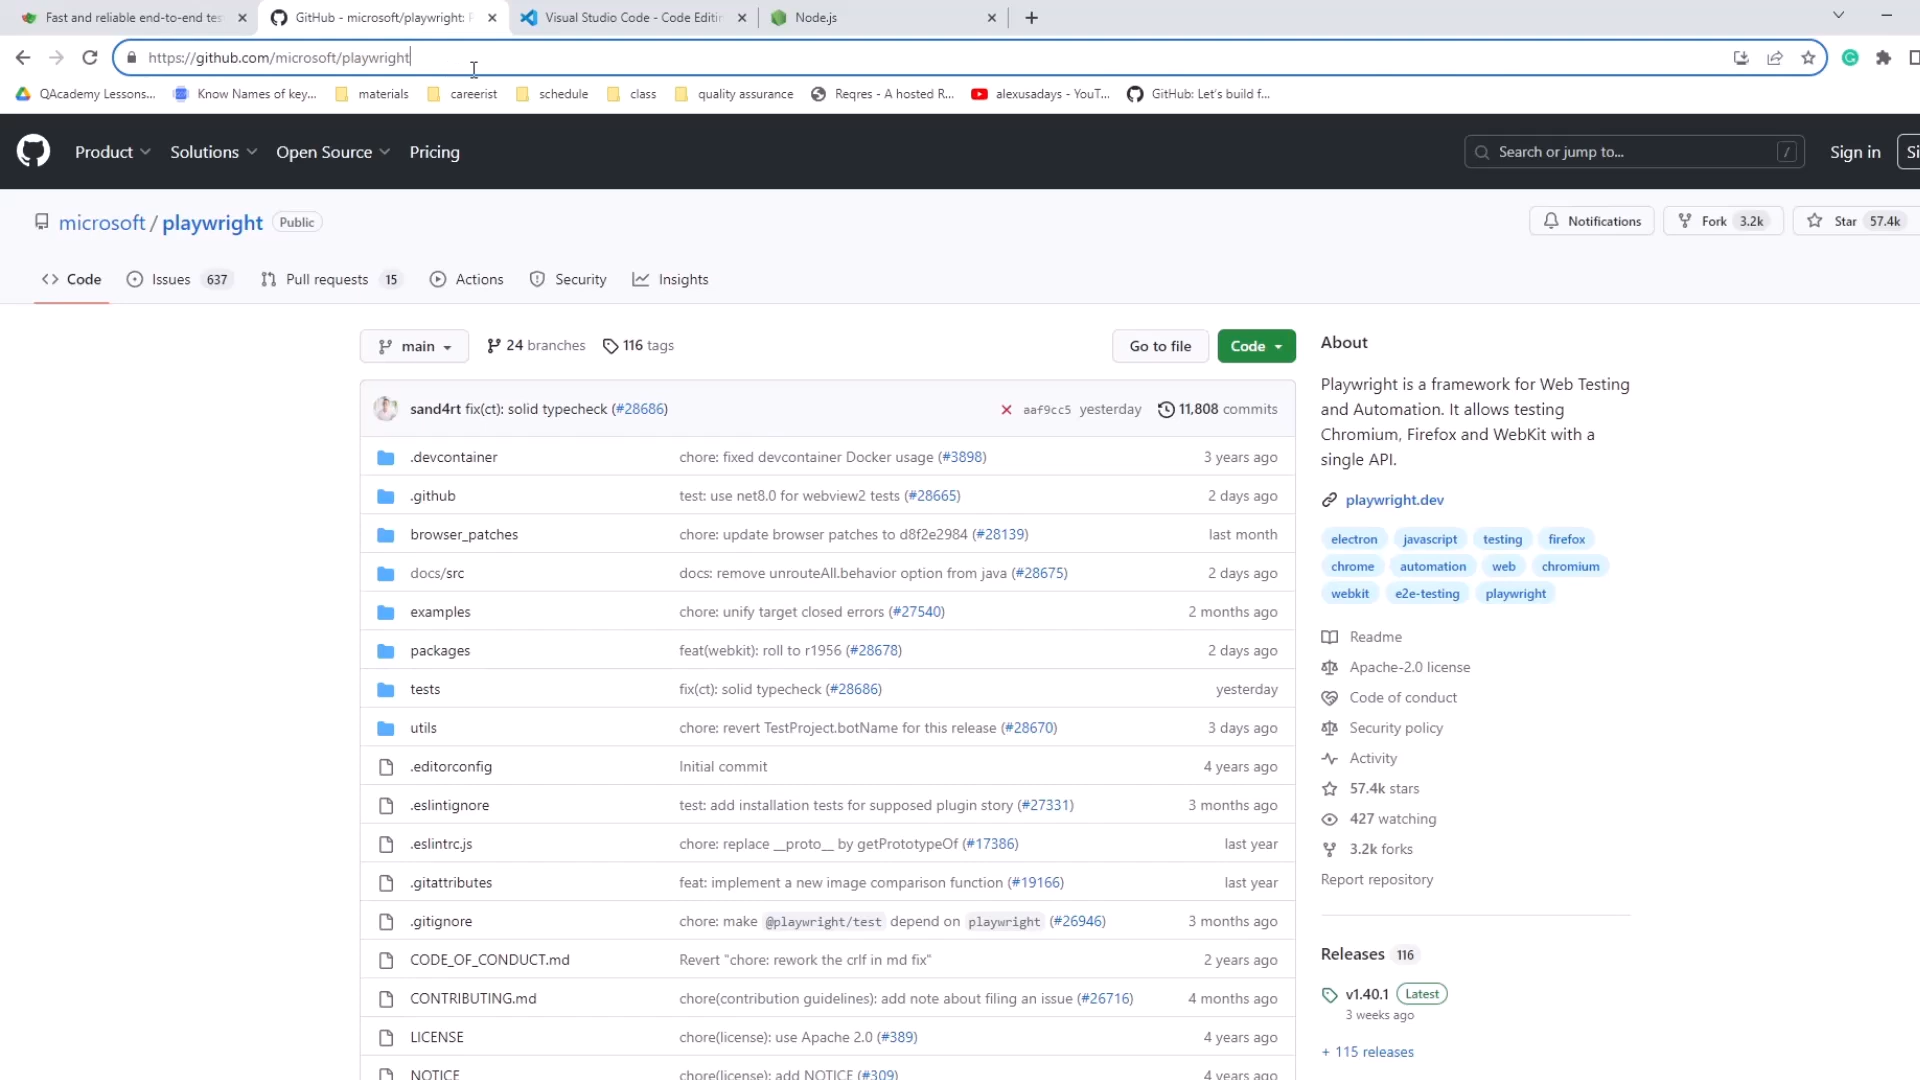 Fast and reliable end-to-end tes
GitHub - microsoft/playwright:
Visual Studio Code - Code Editin
Node.js
https://github.com/microsoft/playwright
QAcademy Lessons...
Know Names of key...
materials
careerist
schedule
class
quality assurance
Reqres - A hosted R...
alexusadays - YouT...
GitHub: Let's build f...
Product
Solutions
Open Source
Pricing
Search or jump to...
/
Sign in
Si
microsoft / playwright Public
Notifications
Fork 3.2k
Star 57.4k
Code
Issues 637
Pull requests 15
Actions
Security
Insights
main
24 branches
116 tags
Go to file
Code
sand4rt fix(ct): solid typecheck (#28686) aaf9cc5 yesterday 11,808 commits
.devcontainer chore: fixed devcontainer Docker usage (#3898) 3 years ago
.github test: use net8.0 for webview2 tests (#28665) 2 days ago
browser_patches chore: update browser patches to d8f2e2984 (#28139) last month
docs/src docs: remove unrouteAll.behavior option from java (#28675) 2 days ago
examples chore: unify target closed errors (#27540) 2 months ago
packages feat(webkit): roll to r1956 (#28678) 2 days ago
tests fix(ct): solid typecheck (#28686) yesterday
utils chore: revert TestProject.botName for this release (#28670) 3 days ago
.editorconfig Initial commit 4 years ago
.eslintignore test: add installation tests for supposed plugin story (#27331) 3 months ago
.eslintrc.js chore: replace __proto__ by getPrototypeOf (#17386) last year
.gitattributes feat: implement a new image comparison function (#19166) last year
.gitignore chore: make @playwright/test depend on playwright (#26946) 3 months ago
CODE_OF_CONDUCT.md Revert "chore: rework the crlf in md fix" 2 years ago
CONTRIBUTING.md chore(contribution guidelines): add note about filing an issue (#26716) 4 months ago
LICENSE chore(license): use Apache 2.0 (#389) 4 years ago
NOTICE chore(license): add NOTICE (#309) 4 years ago
About
Playwright is a framework for Web Testing
and Automation. It allows testing
Chromium, Firefox and WebKit with a
single API.
playwright.dev
electron javascript testing firefox
chrome automation web chromium
webkit e2e-testing playwright
Readme
Apache-2.0 license
Code of conduct
Security policy
Activity
57.4k stars
427 watching
3.2k forks
Report repository
Releases 116
v1.40.1 Latest
3 weeks ago
+ 115 releases